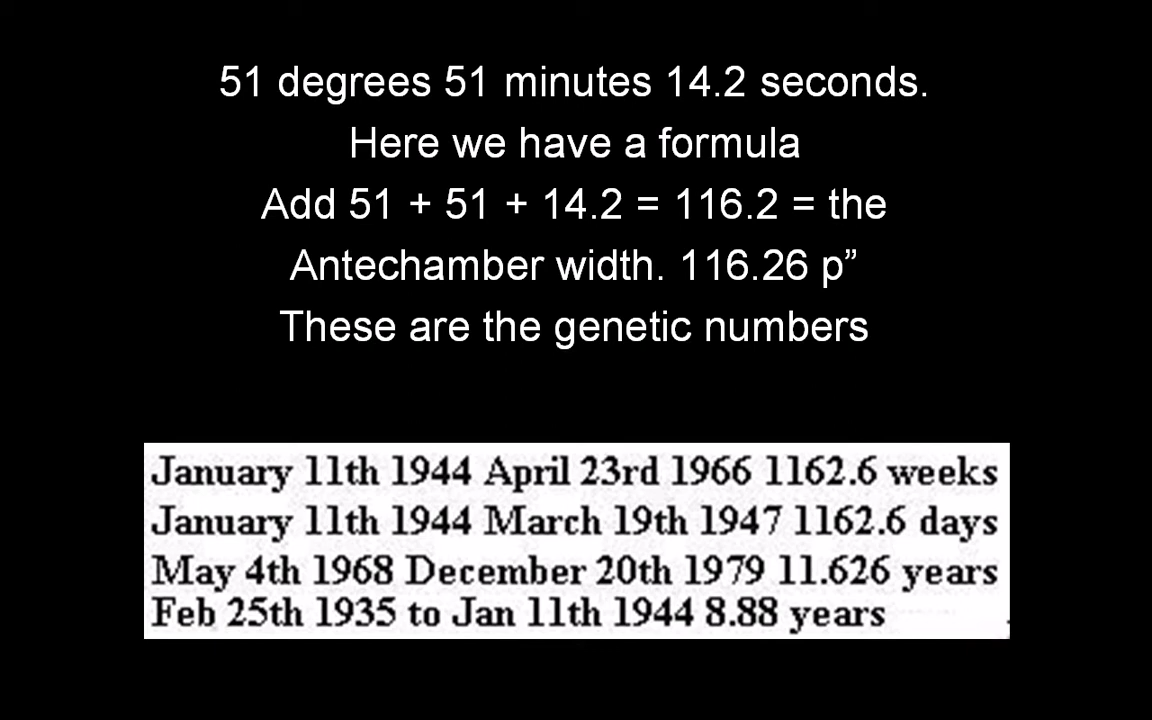 51 degrees 51 minutes 14.2 seconds.
Here we have a formula
Add 51 + 51 + 14.2 = 116.2 = the
Antechamber width. 116.26 p”
These are the genetic numbers
January 11th 1944 April 23rd 1966 1162.6 weeks
January 11th 1944 March 19th 1947 1162.6 days
May 4th 1968 December 20th 1979 11.626 years
Feb 25th 1935 to Jan 11th 1944 8.88 years